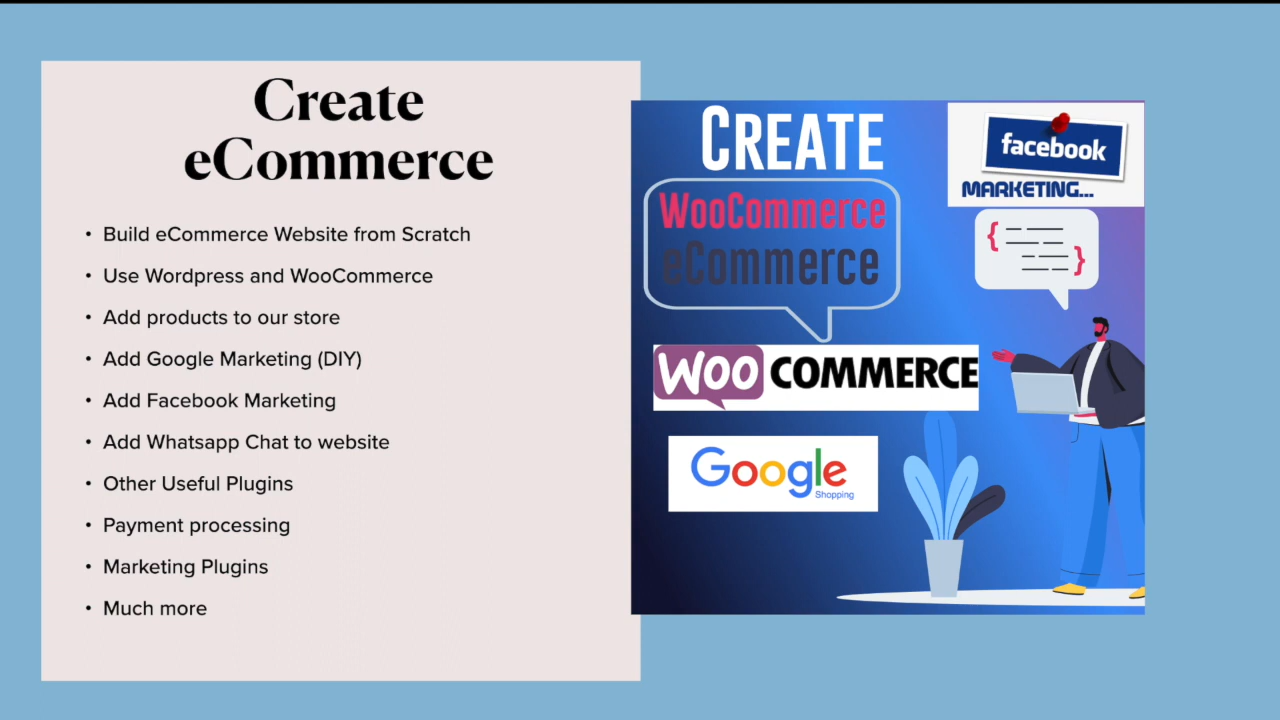 Create
eCommerce
• Build eCommerce Website from Scratch
• Use Wordpress and WooCommerce
• Add products to our store
• Add Google Marketing (DIY)
• Add Facebook Marketing
• Add Whatsapp Chat to website
• Other Useful Plugins
• Payment processing
• Marketing Plugins
• Much more
CREATE
WooCommerce
eCommerce
facebook
MARKETING...
WOO COMMERCE
Google
Shopping